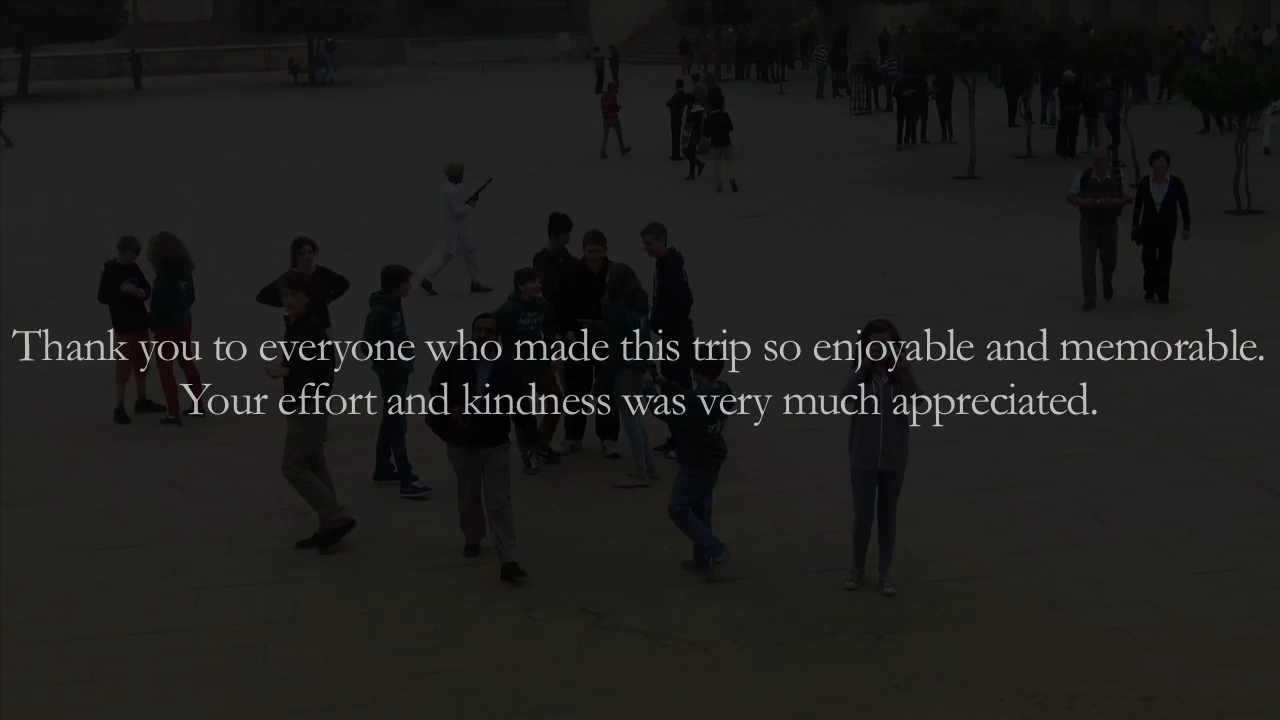 Thank you to everyone who made this trip so enjoyable and memorable.
Your effort and kindness was very much appreciated.